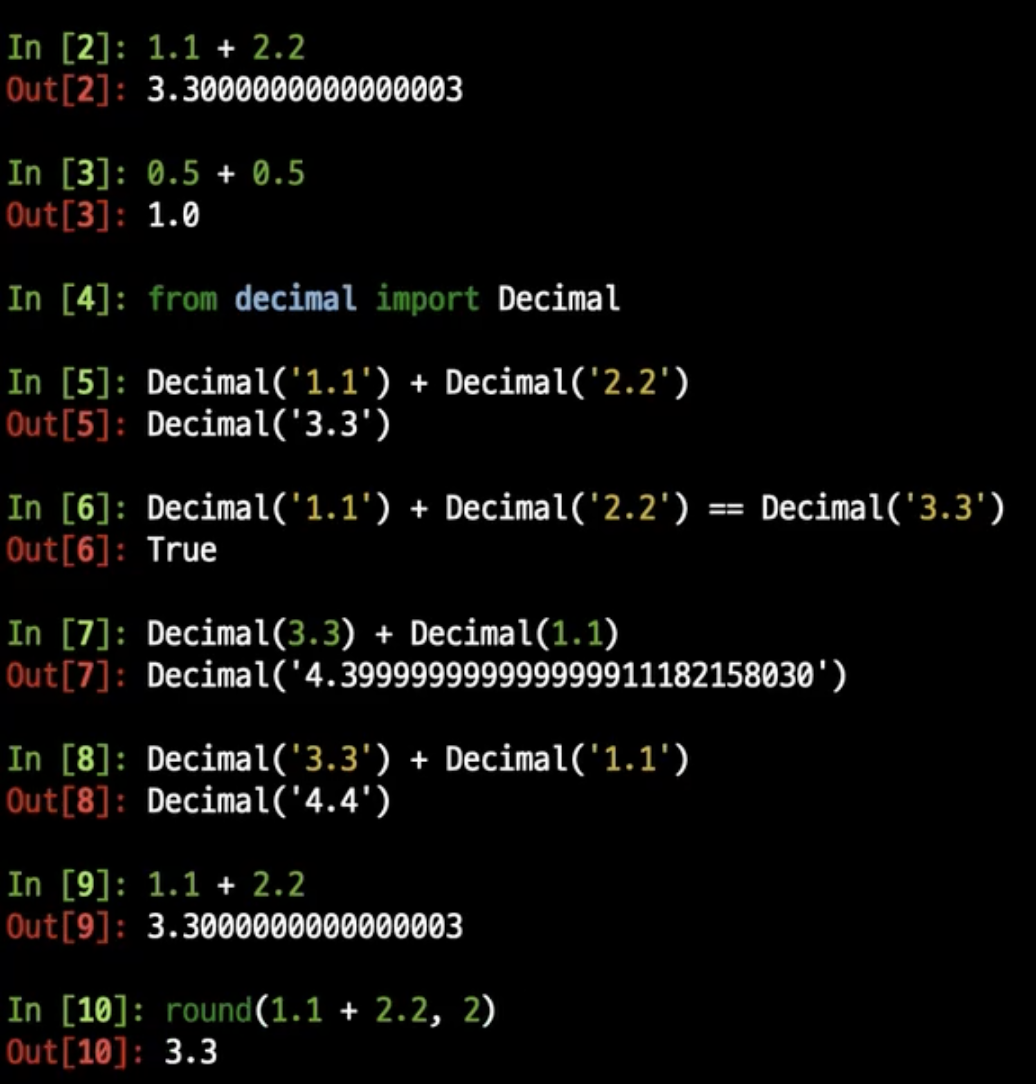 In [2]: 1.1 + 2.2
Out[2]: 3.3000000000000003
In [3]: 0.5 + 0.5
Out[3]: 1.0
In [4]: from decimal import Decimal
In [5]: Decimal('1.1') + Decimal('2.2')
Out[5]: Decimal('3.3')
In [6]: Decimal('1.1') + Decimal('2.2') == Decimal('3.3')
Out[6]: True
In [7]: Decimal(3.3) + Decimal(1.1)
Out[7]: Decimal('4.399999999999999911182158030')
In [8]: Decimal('3.3') + Decimal('1.1')
Out[8]: Decimal('4.4')
In [9]: 1.1 + 2.2
Out[9]: 3.3000000000000003
In [10]: round(1.1 + 2.2, 2)
Out[10]: 3.3